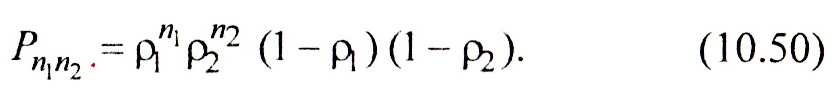 P_{n_1 n_2} = ρ_1^{n_1} ρ_2^{n_2} (1 − ρ_1)(1 − ρ_2). (10.50)